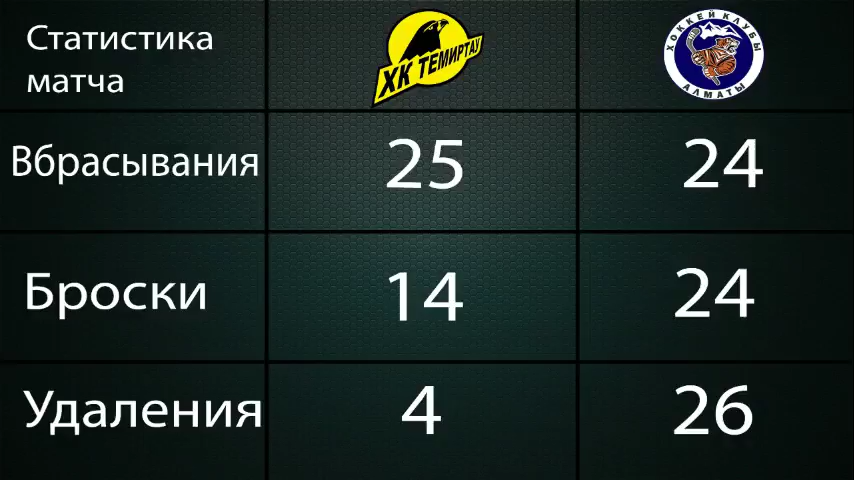 Статистика
матча
ХК ТЕМИРТАУ
ХОККЕЙ КЛУБЫ
АЛМАТЫ
Вбрасывания 25 24
Броски 14 24
Удаления 4 26